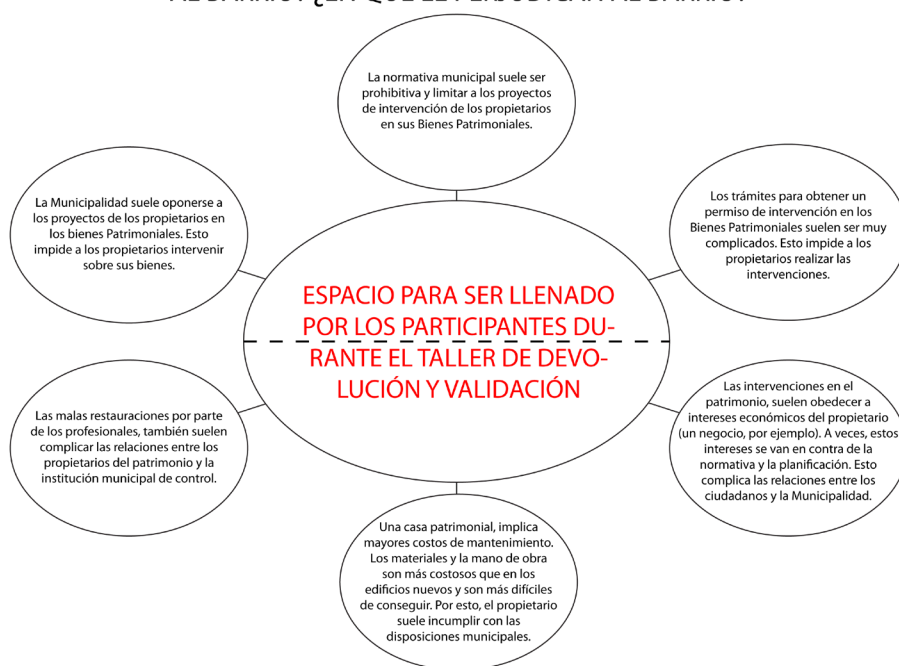 AL BARRIO? ¿EN QUÉ LE PERJUDICAN AL BARRIO?
La normativa municipal suele ser
prohibitiva y limitar a los proyectos
de intervención de los propietarios
en sus Bienes Patrimoniales.
La Municipalidad suele oponerse a
los proyectos de los propietarios en
los bienes Patrimoniales. Esto
impide a los propietarios intervenir
sobre sus bienes.
Los trámites para obtener un
permiso de intervención en los
Bienes Patrimoniales suelen ser muy
complicados. Esto impide a los
propietarios realizar las
intervenciones.
ESPACIO PARA SER LLENADO
POR LOS PARTICIPANTES DU-
RANTE EL TALLER DE DEVO-
LUCIÓN Y VALIDACIÓN
Las malas restauraciones por parte
de los profesionales, también suelen
complicar las relaciones entre los
propietarios del patrimonio y la
institución municipal de control.
Las intervenciones en el
patrimonio, suelen obedecer a
intereses económicos del propietario
(un negocio, por ejemplo). A veces, estos
intereses se van en contra de la
normativa y la planificación. Esto
complica las relaciones entre los
ciudadanos y la Municipalidad.
Una casa patrimonial, implica
mayores costos de mantenimiento.
Los materiales y la mano de obra
son más costosos que en los
edificios nuevos y son más difíciles
de conseguir. Por esto, el propietario
suele incumplir con las
disposiciones municipales.